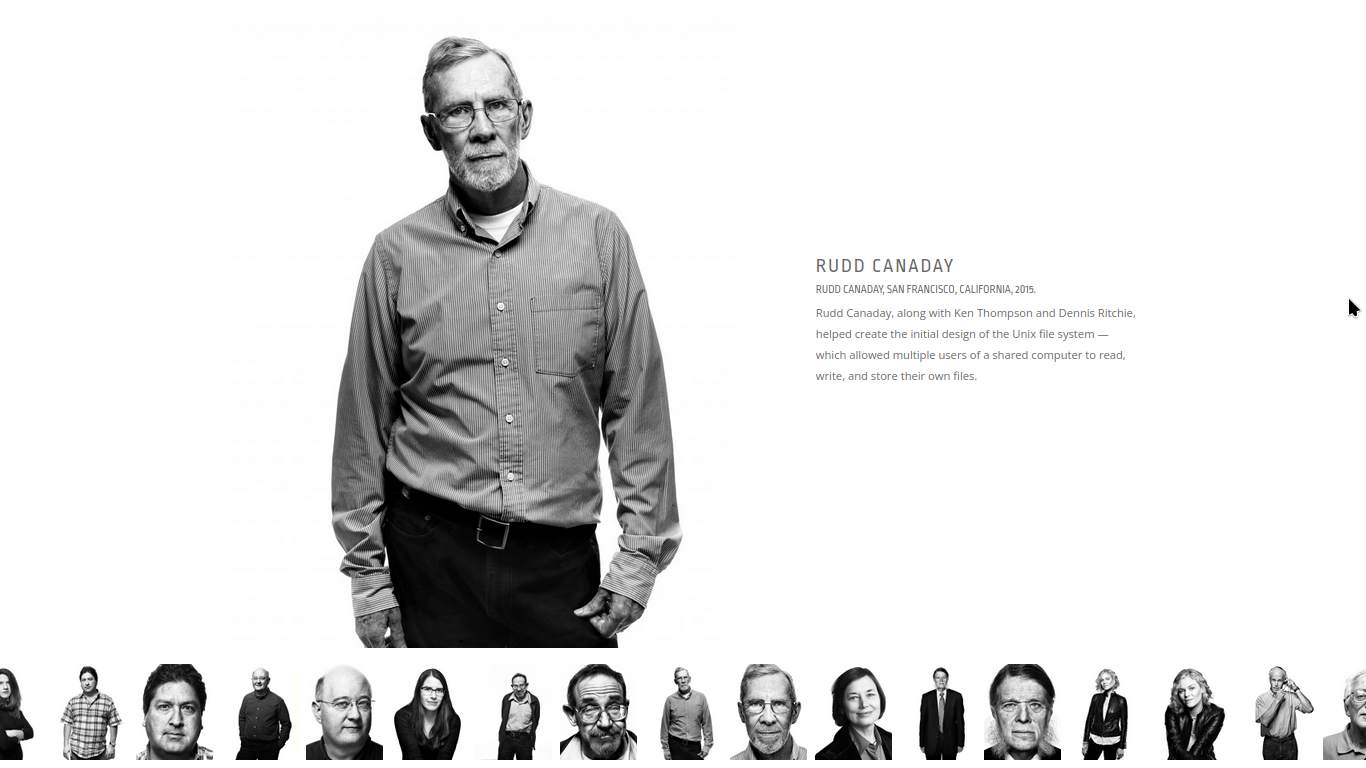 RUDD CANADAY
RUDD CANADAY, SAN FRANCISCO, CALIFORNIA, 2015.
Rudd Canaday, along with Ken Thompson and Dennis Ritchie,
helped create the initial design of the Unix file system —
which allowed multiple users of a shared computer to read,
write, and store their own files.